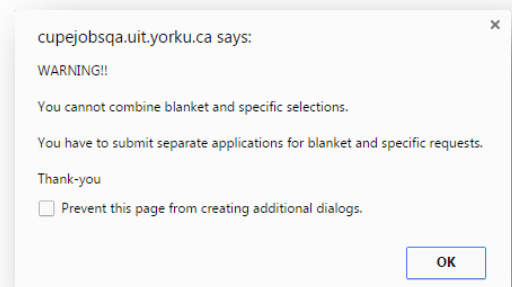 cupejobsqa.uit.yorku.ca says:
WARNING!!
You cannot combine blanket and specific selections.
You have to submit separate applications for blanket and specific requests.
Thank-you
Prevent this page from creating additional dialogs.
OK